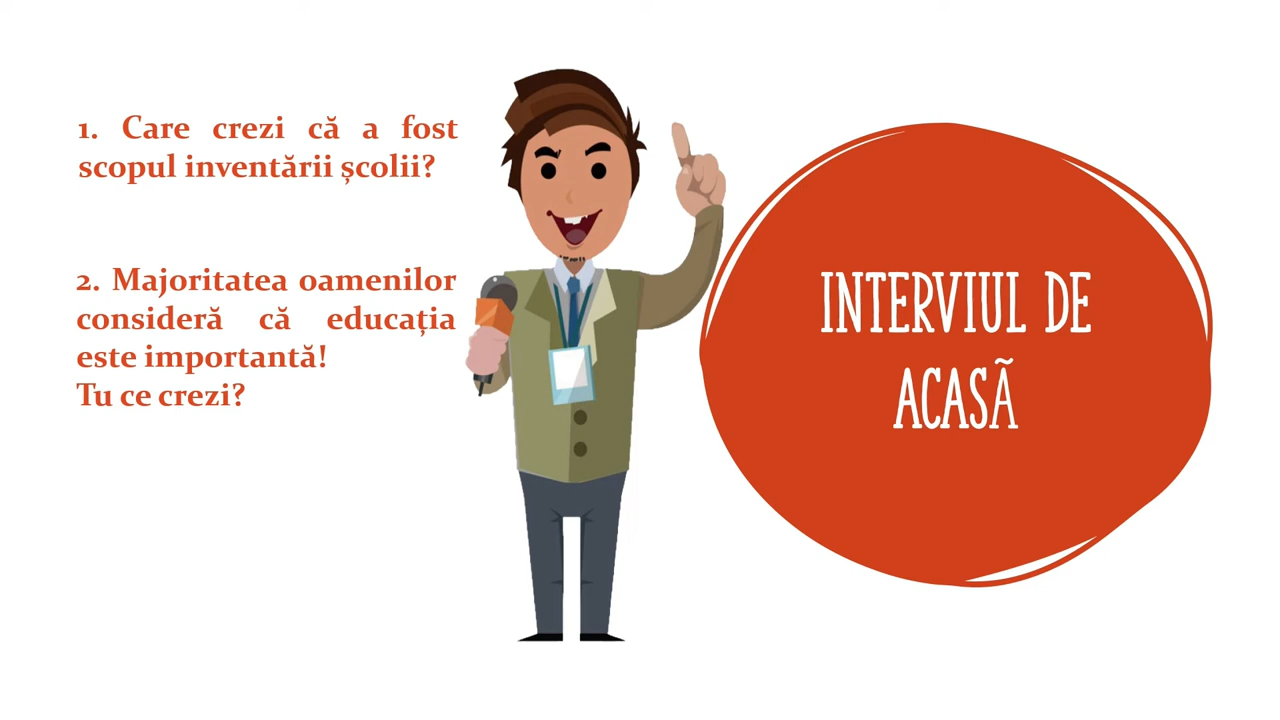 1. Care crezi că a fost
scopul inventării școlii?
2. Majoritatea oamenilor
consideră că educația
este importantă!
Tu ce crezi?
INTERVIUL DE
ACASÃ